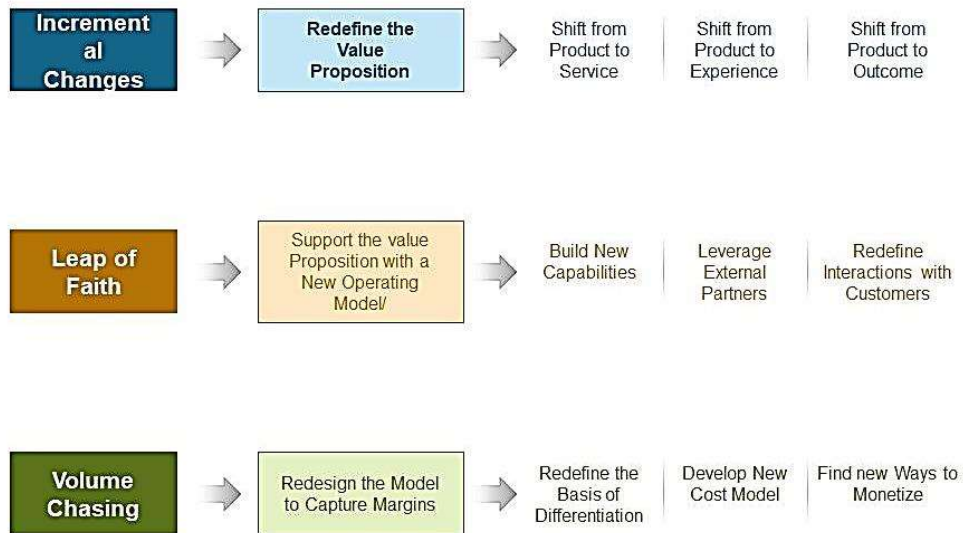 Increment
al
Changes
Redefine the
Value
Proposition
Shift from
Product to
Service
Shift from
Product to
Experience
Shift from
Product to
Outcome
Leap of
Faith
Support the value
Proposition with a
New Operating
Model/
Build New
Capabilities
Leverage
External
Partners
Redefine
Interactions with
Customers
Volume
Chasing
Redesign the Model
to Capture Margins
Redefine the
Basis of
Differentiation
Develop New
Cost Model
Find new Ways to
Monetize